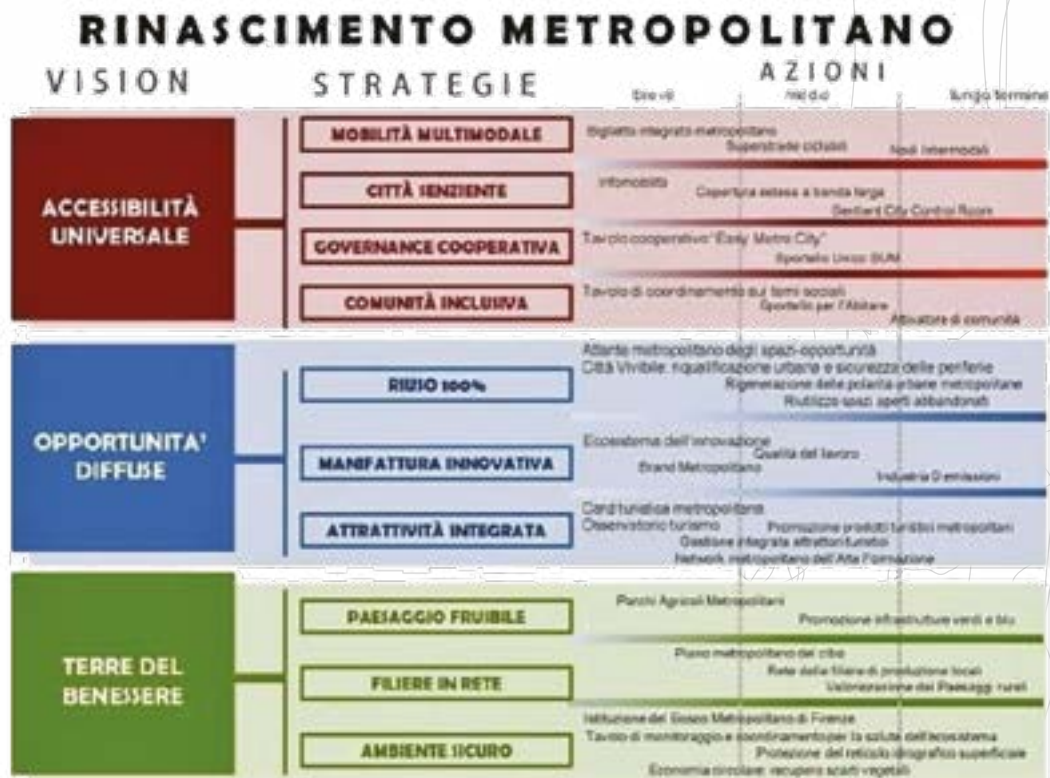 RINASCIMENTO METROPOLITANO
VISION
STRATEGIE
AZIONI
breve
medio
lungo termine
ACCESSIBILITÀ
UNIVERSALE
MOBILITÀ MULTIMODALE
Biglietto integrato metropolitano
Superstrade ciclabili
Nodi Intermodali
CITTÀ SENZIENTE
Infomobilità
Copertura estesa a banda larga
Sentient City Control Room
GOVERNANCE COOPERATIVA
Tavolo cooperativo "Easy Metro City"
Sportello Unico SUM
COMUNITÀ INCLUSIVA
Tavolo di coordinamento sui temi sociali
Sportello per l'Abitare
Attivatore di comunità
OPPORTUNITA'
DIFFUSE
RIUSO 100%
Atlante metropolitano degli spazi-opportunità
Città Vivibile: riqualificazione urbana e sicurezza delle periferie
Rigenerazione delle polarità urbane metropolitane
Riutilizzo spazi aperti abbandonati
MANIFATTURA INNOVATIVA
Ecosistema dell'innovazione
Qualità del lavoro
Brand Metropolitano
Industria 0 emissioni
ATTRATTIVITÀ INTEGRATA
Card turistica metropolitana
Osservatorio turismo
Promozione prodotti turistici metropolitani
Gestione integrata attrattori turistici
Network metropolitano dell'Alta Formazione
TERRE DEL
BENESSERE
PAESAGGIO FRUIBILE
Parchi Agricoli Metropolitani
Promozione infrastrutture verdi e blu
FILIERE IN RETE
Piano metropolitano del cibo
Rete delle filiere di produzione locali
Valorizzazione dei Paesaggi rurali
AMBIENTE SICURO
Istituzione del Bosco Metropolitano di Firenze
Tavolo di monitoraggio e coordinamento per la salute dell'ecosistema
Protezione del reticolo idrografico superficiale
Economia circolare: recupero scarti vegetali